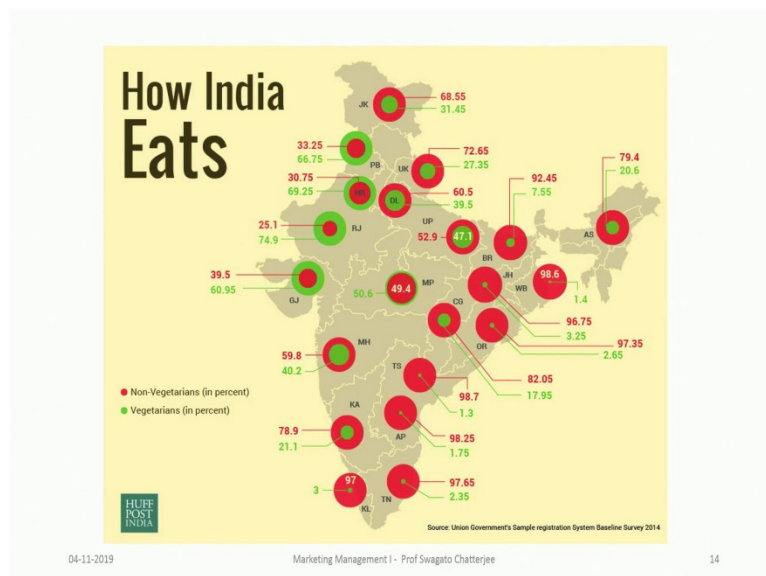 How India
Eats
JK
68.55
31.45
33.25
66.75
PB
UK
72.65
27.35
30.75
69.25
HR
DL
60.5
39.5
92.45
7.55
79.4
20.6
25.1
74.9
RJ
UP
52.9
47.1
BR
AS
39.5
60.95
GJ
50.6
49.4
MP
JH
WB
98.6
1.4
CG
96.75
3.25
OR
97.35
2.65
MH
59.8
40.2
82.05
17.95
TS
98.7
1.3
Non-Vegetarians (in percent)
Vegetarians (in percent)
KA
78.9
21.1
AP
98.25
1.75
97
3
KL
TN
97.65
2.35
HUFF
POST
INDIA
Source: Union Government's Sample registration System Baseline Survey 2014
04-11-2019
Marketing Management I - Prof Swagato Chatterjee
14